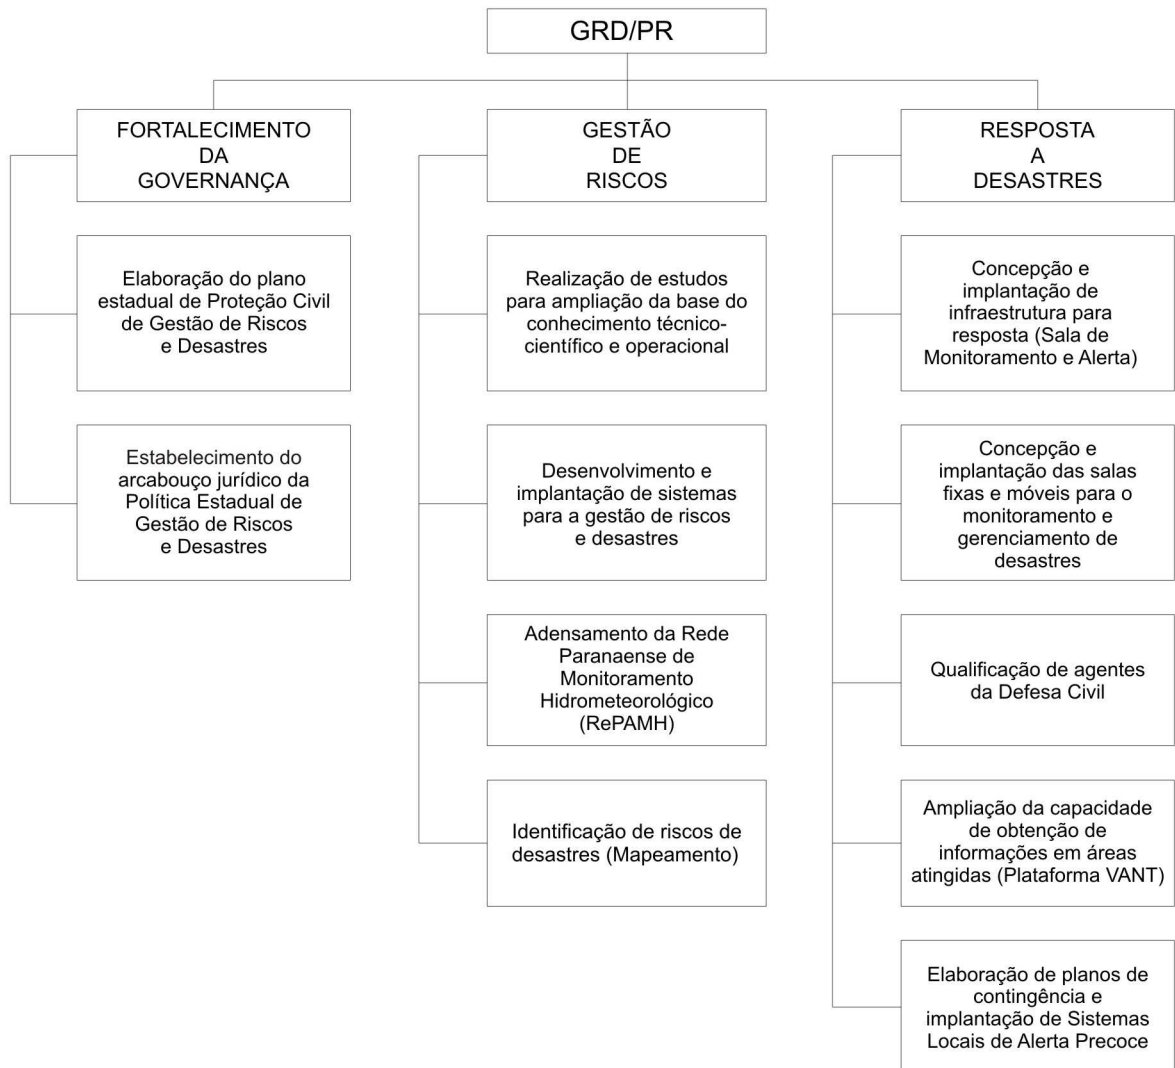 GRD/PR
FORTALECIMENTO
DA
GOVERNANÇA
Elaboração do plano
estadual de Proteção Civil
de Gestão de Riscos
e Desastres
Estabelecimento do
arcabouço jurídico da
Política Estadual de
Gestão de Riscos
e Desastres
GESTÃO
DE
RISCOS
Realização de estudos
para ampliação da base do
conhecimento técnico-
científico e operacional
Desenvolvimento e
implantação de sistemas
para a gestão de riscos
e desastres
Adensamento da Rede
Paranaense de
Monitoramento
Hidrometeorológico
(RePAMH)
Identificação de riscos de
desastres (Mapeamento)
RESPOSTA
A
DESASTRES
Concepção e
implantação de
infraestrutura para
resposta (Sala de
Monitoramento e Alerta)
Concepção e
implantação das salas
fixas e móveis para o
monitoramento e
gerenciamento de
desastres
Qualificação de agentes
da Defesa Civil
Ampliação da capacidade
de obtenção de
informações em áreas
atingidas (Plataforma VANT)
Elaboração de planos de
contingência e
implantação de Sistemas
Locais de Alerta Precoce